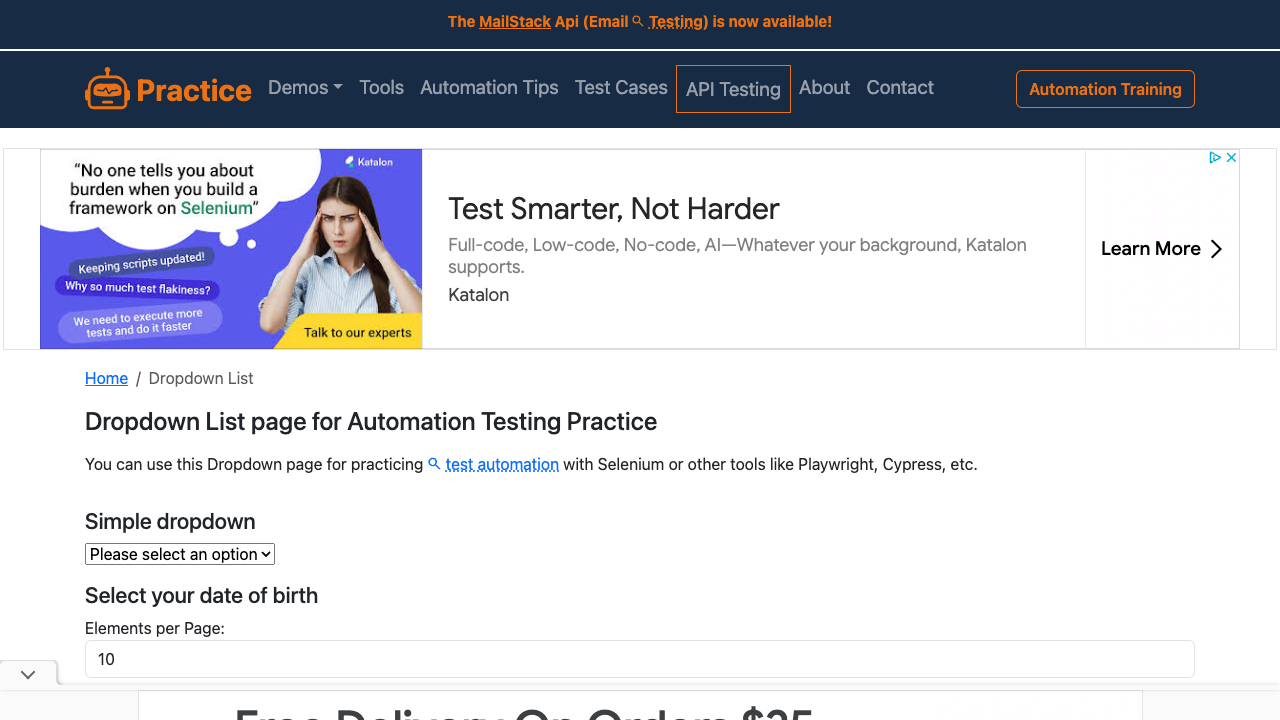 The MailStack Api (Email Testing) is now available!
Practice
Demos
Tools
Automation Tips
Test Cases
API Testing
About
Contact
Automation Training
“No one tells you about
burden when you build a
framework on Selenium”
Katalon
Keeping scripts updated!
Why so much test flakiness?
We need to execute more
tests and do it faster
Talk to our experts
Test Smarter, Not Harder
Full-code, Low-code, No-code, AI—Whatever your background, Katalon
supports.
Katalon
Learn More
Home / Dropdown List
Dropdown List page for Automation Testing Practice
You can use this Dropdown page for practicing test automation with Selenium or other tools like Playwright, Cypress, etc.
Simple dropdown
Please select an option
Select your date of birth
Elements per Page:
10
Free Delivery On Orders $35